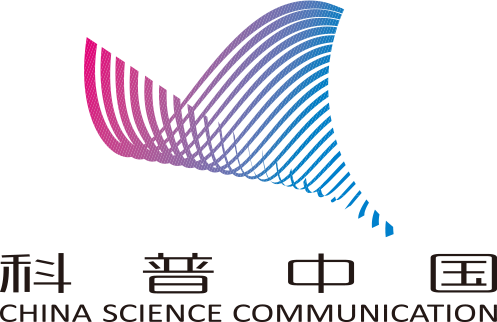 科普中国
CHINA SCIENCE COMMUNICATION